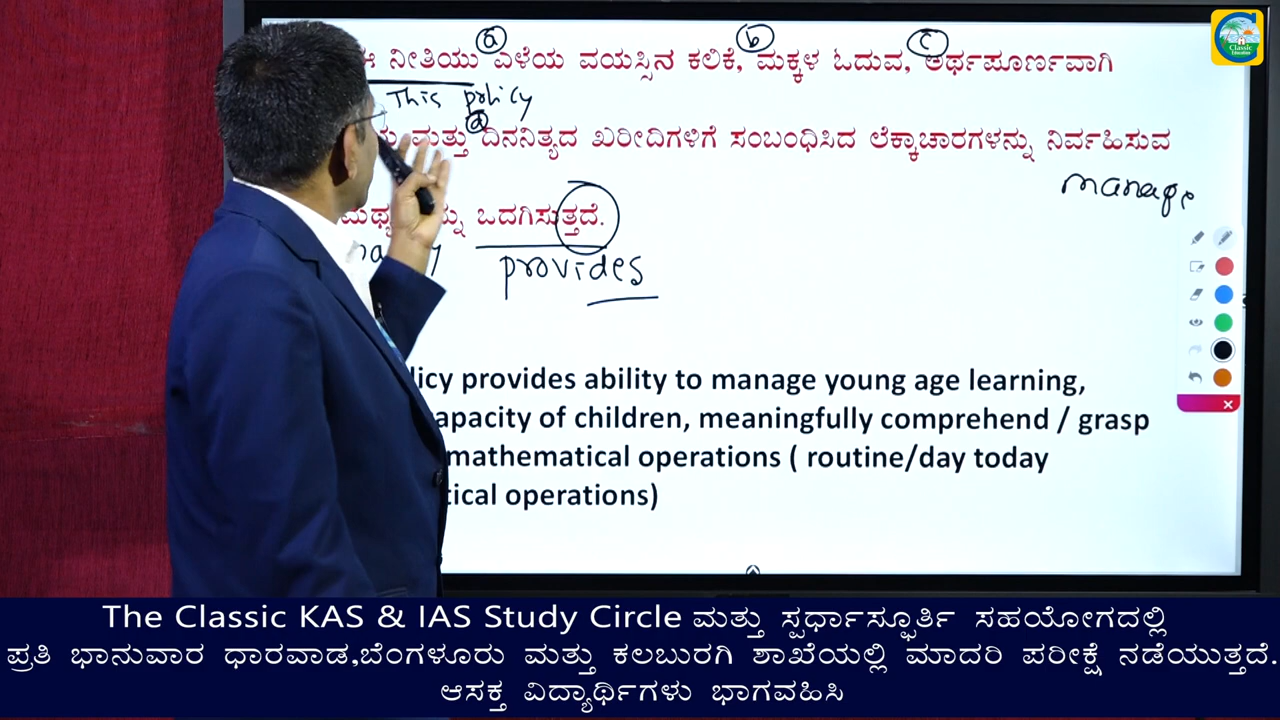 ಈ ನೀತಿಯು ಎಳೆಯ ವಯಸ್ಸಿನ ಕಲಿಕೆ, ಮಕ್ಕಳ ಓದುವ, ಅರ್ಥಪೂರ್ಣವಾಗಿ
a b c
This policy
ಮತ್ತು ದಿನನಿತ್ಯದ ಖರೀದಿಗಳಿಗೆ ಸಂಬಂಧಿಸಿದ ಲೆಕ್ಕಾಚಾರಗಳನ್ನು ನಿರ್ವಹಿಸುವ
d
manage
ಒದಗಿಸುತ್ತದೆ.
provides
licy provides ability to manage young age learning,
apacity of children, meaningfully comprehend / grasp
mathematical operations ( routine/day today
tical operations)
Classic
Education
The Classic KAS & IAS Study Circle ಮತ್ತು ಸ್ಪರ್ಧಾಸ್ಫೂರ್ತಿ ಸಹಯೋಗದಲ್ಲಿ
ಪ್ರತಿ ಭಾನುವಾರ ಧಾರವಾಡ,ಬೆಂಗಳೂರು ಮತ್ತು ಕಲಬುರಗಿ ಶಾಖೆಯಲ್ಲಿ ಮಾದರಿ ಪರೀಕ್ಷೆ ನಡೆಯುತ್ತದೆ.
ಆಸಕ್ತ ವಿದ್ಯಾರ್ಥಿಗಳು ಭಾಗವಹಿಸಿ